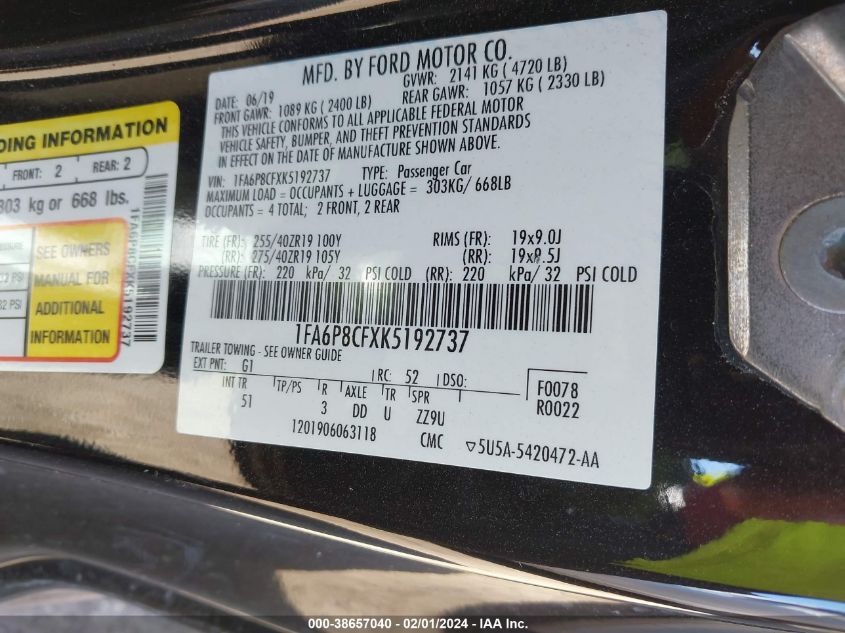 MFD. BY FORD MOTOR CO.
DATE: 06/19 GVWR: 2141 KG ( 4720 LB)
FRONT GAWR: 1089 KG ( 2400 LB) REAR GAWR: 1057 KG ( 2330 LB)
THIS VEHICLE CONFORMS TO ALL APPLICABLE FEDERAL MOTOR
VEHICLE SAFETY, BUMPER, AND THEFT PREVENTION STANDARDS
IN EFFECT ON THE DATE OF MANUFACTURE SHOWN ABOVE.
VIN: 1FA6P8CFXK5192737 TYPE: Passenger Car
MAXIMUM LOAD = OCCUPANTS + LUGGAGE = 303KG/ 668LB
OCCUPANTS = 4 TOTAL; 2 FRONT, 2 REAR
TIRE (FR): 255/40ZR19 100Y RIMS (FR): 19x9.0J
(RR): 275/40ZR19 105Y (RR): 19x9.5J
PRESSURE (FR): 220 kPa/ 32 PSI COLD (RR): 220 kPa/ 32 PSI COLD
1FA6P8CFXK5192737
TRAILER TOWING - SEE OWNER GUIDE
EXT PNT: G1 RC: 52 DSO:
INT TR TP/PS R AXLE TR SPR F0078
51 3 DD U ZZ9U R0022
1201906063118 CMC ▽5U5A-5420472-AA
DING INFORMATION
FRONT: 2 REAR: 2
303 kg or 668 lbs.
SEE OWNERS
MANUAL FOR
ADDITIONAL
INFORMATION
32 PSI
1FA6P8CFXK5192737
000-38657040 - 02/01/2024 - IAA Inc.